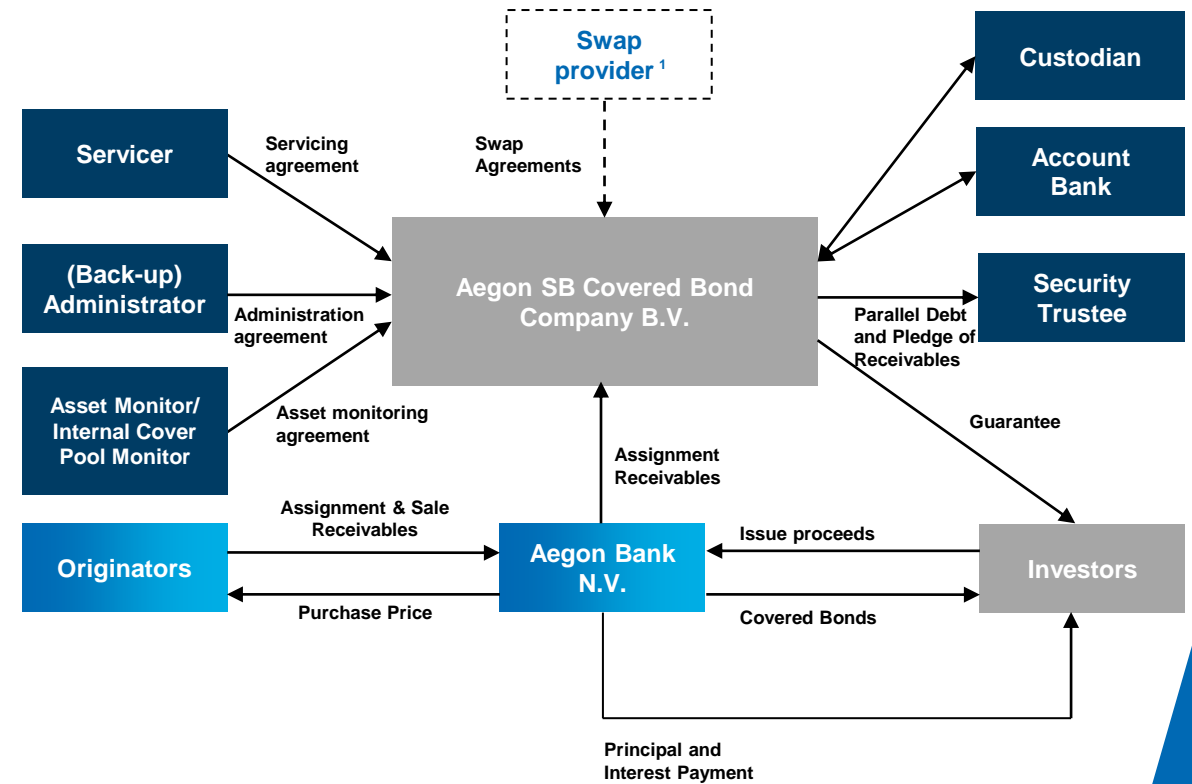 Swap
provider ¹
Custodian
Servicer
Servicing
agreement
Swap
Agreements
Account
Bank
(Back-up)
Administrator
Administration
agreement
Aegon SB Covered Bond
Company B.V.
Parallel Debt
and Pledge of
Receivables
Security
Trustee
Asset Monitor/
Internal Cover
Pool Monitor
Asset monitoring
agreement
Guarantee
Assignment
Receivables
Assignment & Sale
Receivables
Issue proceeds
Originators
Aegon Bank
N.V.
Investors
Purchase Price
Covered Bonds
Principal and
Interest Payment